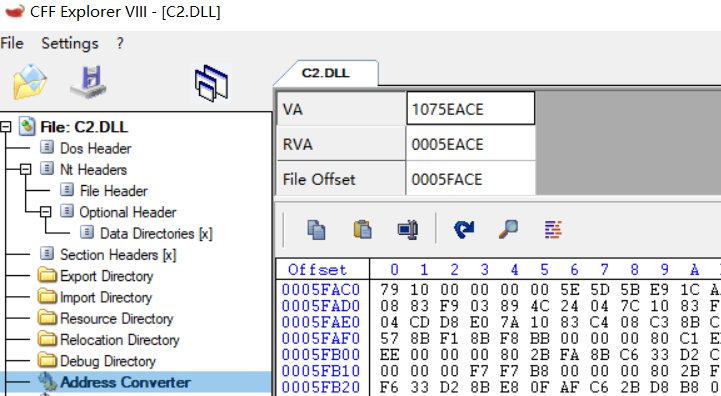 CFF Explorer VIII - [C2.DLL]
File Settings ?
C2.DLL
VA 1075EACE
RVA 0005EACE
File Offset 0005FACE
File: C2.DLL
Dos Header
Nt Headers
File Header
Optional Header
Data Directories [x]
Section Headers [x]
Export Directory
Import Directory
Resource Directory
Relocation Directory
Debug Directory
Address Converter
Offset 0 1 2 3 4 5 6 7 8 9 A
0005FAC0 79 10 00 00 00 00 5E 5D 5B E9 1C A
0005FAD0 08 83 F9 03 89 4C 24 04 7C 10 83 F
0005FAE0 04 CD D8 E0 7A 10 83 C4 08 C3 8B C
0005FAF0 57 8B F1 8B F8 BB 00 00 00 80 C1 E
0005FB00 EE 00 00 00 80 2B FA 8B C6 33 D2 C
0005FB10 00 00 00 F7 F7 B8 00 00 00 80 2B F
0005FB20 F6 33 D2 8B E8 0F AF C6 2B D8 B8 0